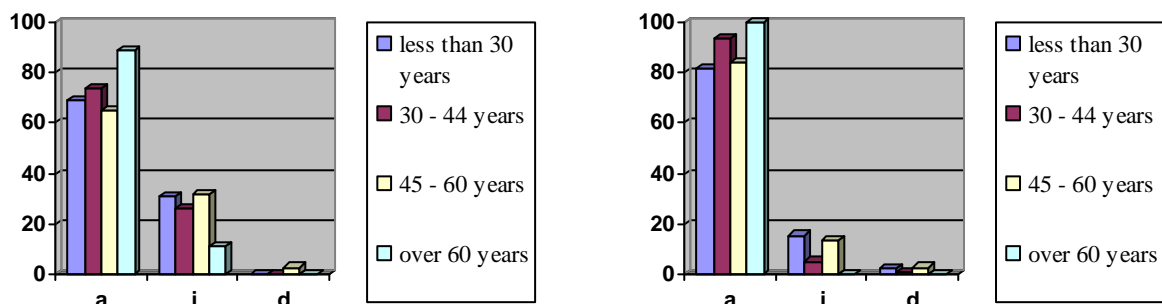 100
80
60
40
20
0
a i d
less than 30
years
30 - 44 years
45 - 60 years
over 60 years
100
80
60
40
20
0
a i d
less than 30
years
30 - 44 years
45 - 60 years
over 60 years